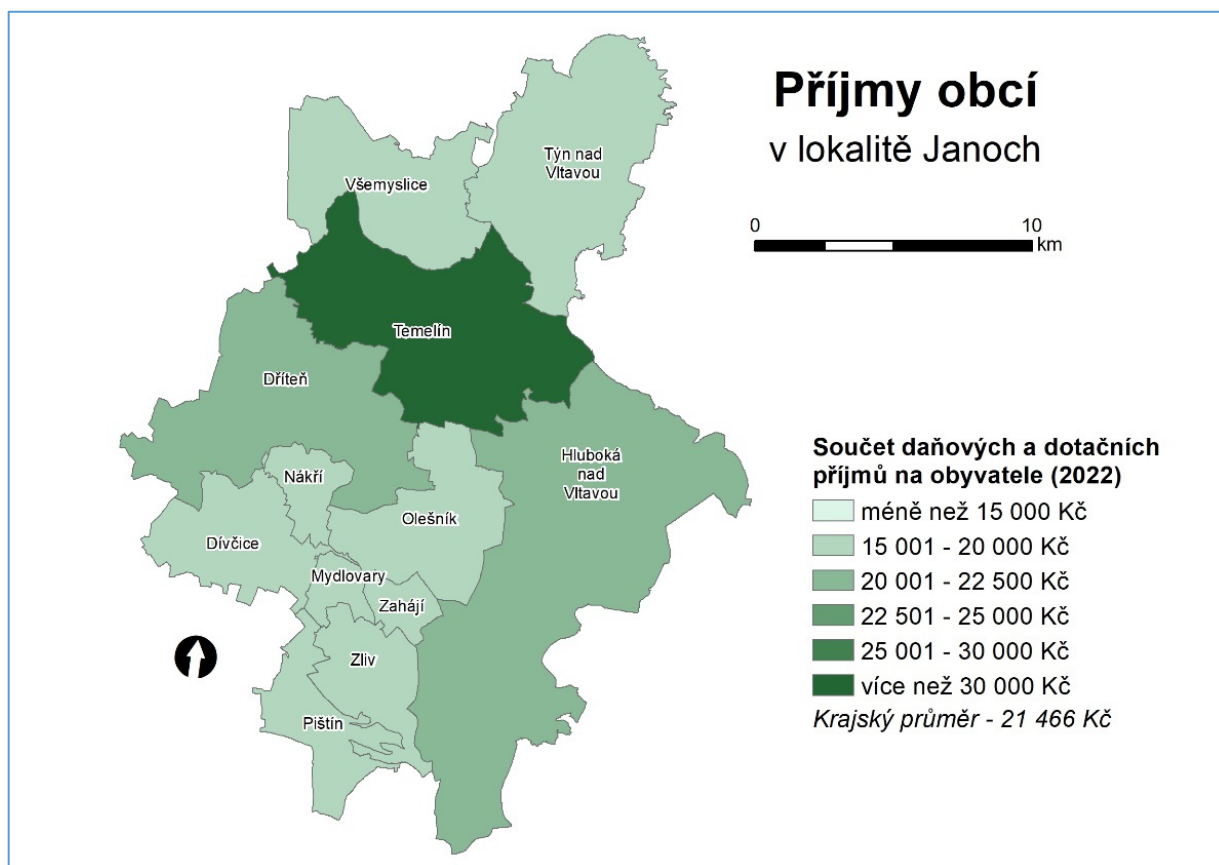 Příjmy obcí
v lokalitě Janoch
0 10
km
Týn nad
Vltavou
Všemyslice
Temelín
Dříteň
Hluboká
nad
Vltavou
Nákří
Olešník
Dívčice
Mydlovary
Zahájí
Zliv
Pištín
Součet daňových a dotačních
příjmů na obyvatele (2022)
méně než 15 000 Kč
15 001 - 20 000 Kč
20 001 - 22 500 Kč
22 501 - 25 000 Kč
25 001 - 30 000 Kč
více než 30 000 Kč
Krajský průměr - 21 466 Kč